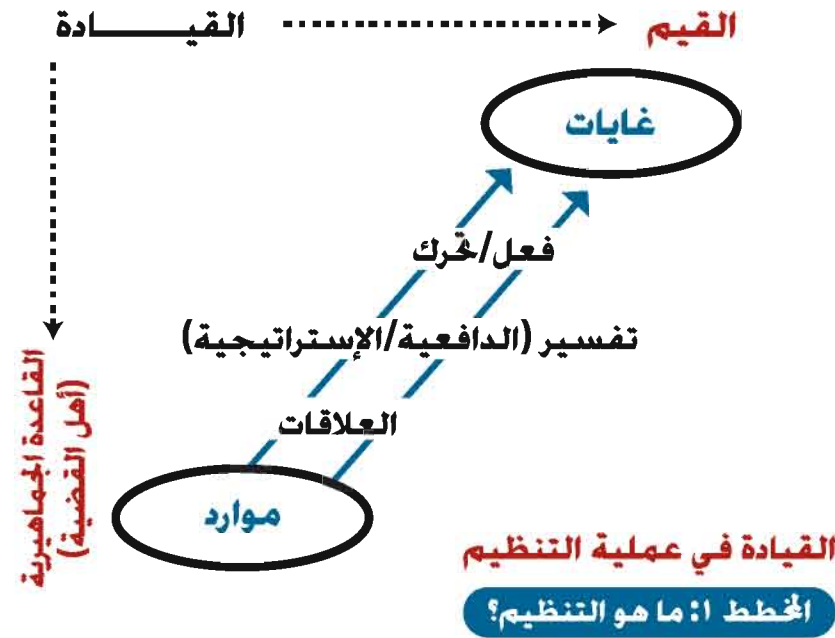 القيــــــادة
القيم
غايات
فعل/تحرك
تفسير (الدافعية/الإستراتيجية)
العلاقات
موارد
القاعدة الجماهيرية
(أهل القضية)
القيادة في عملية التنظيم
المخطط ١: ما هو التنظيم؟